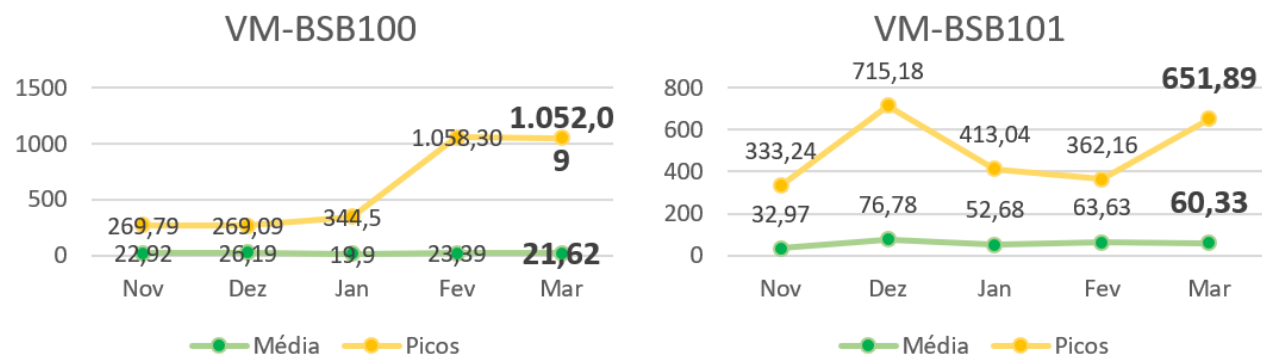 VM-BSB100
1500
1000
500
0
269,79 269,09 344,5 1.058,30 1.052,0
9
22,92 26,19 19,9 23,39 21,62
Nov Dez Jan Fev Mar
Média Picos
VM-BSB101
800
600
400
200
0
333,24 715,18 413,04 362,16 651,89
32,97 76,78 52,68 63,63 60,33
Nov Dez Jan Fev Mar
Média Picos